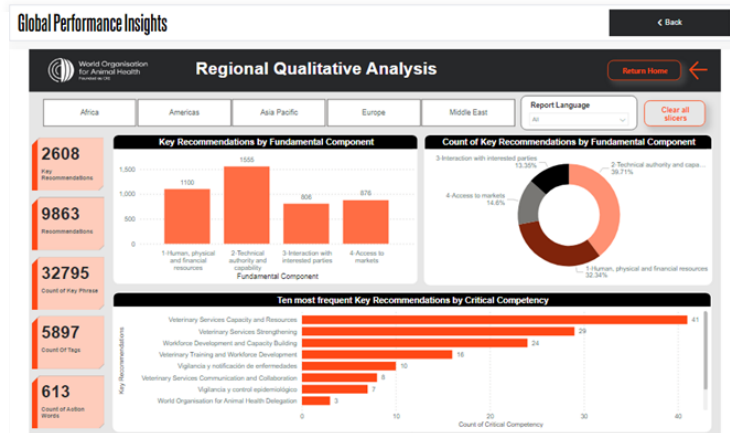 Global Performance Insights
Back
World Organisation
for Animal Health
Founded as OIE
Regional Qualitative Analysis
Return Home
Africa
Americas
Asia Pacific
Europe
Middle East
Report Language
All
Clear all
slicers
2608
Key
Recommendations
9863
Recommendations
32795
Count of Key Phrase
5897
Count Of Tags
613
Count of Action
Words
Key Recommendations by Fundamental Component
1,500
1,000
500
0
1100
1555
806
876
1-Human, physical
and financial
resources
2-Technical
authority and
capability
3-Interaction with
interested parties
4-Access to
markets
Fundamental Component
Count of Key Recommendations by Fundamental Component
3-Interaction with interested parties
13.35%
2-Technical authority and capa...
39.71%
4-Access to markets
14.6%
1-Human, physical and financial resources
32.34%
Ten most frequent Key Recommendations by Critical Competency
Key Recommendations
Veterinary Services Capacity and Resources
41
Veterinary Services Strengthening
29
Workforce Development and Capacity Building
24
Veterinary Training and Workforce Development
16
Vigilancia y notificación de enfermedades
10
Veterinary Services Communication and Collaboration
8
Vigilancia y control epidemiológico
7
World Organisation for Animal Health Delegation
3
0
10
20
30
40
Count of Critical Competency